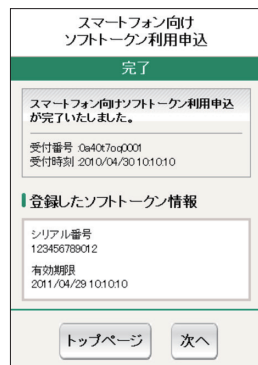 スマートフォン向け
ソフトトークン利用申込
完了
スマートフォン向けソフトトークン利用申込
が完了いたしました。
受付番号 :0a40t7oq0001
受付時刻 :2010/04/30 10:10:10
登録したソフトトークン情報
シリアル番号
123456789012
有効期限
2011/04/29 10:10:10
トップページ
次へ